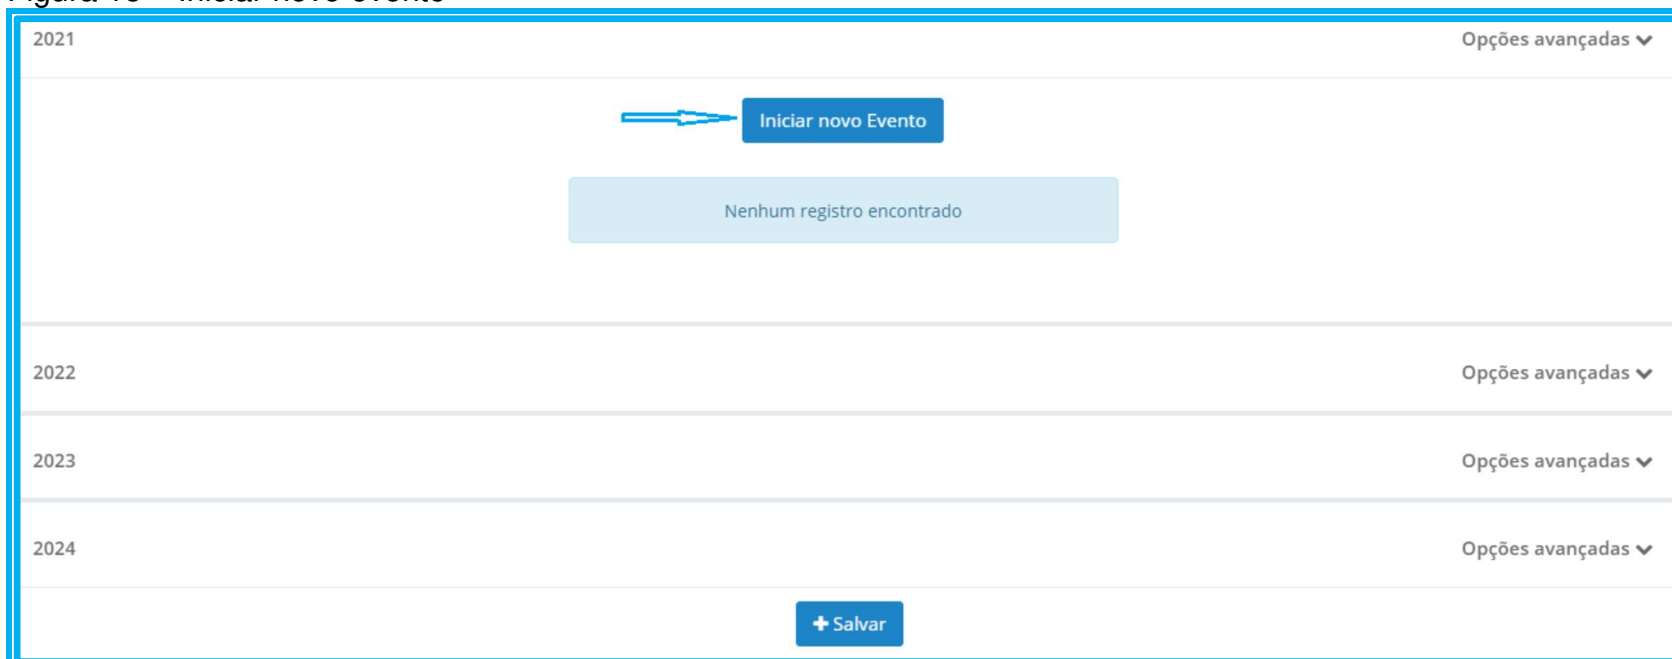 2021 Opções avançadas
Iniciar novo Evento
Nenhum registro encontrado
2022 Opções avançadas
2023 Opções avançadas
2024 Opções avançadas
+ Salvar